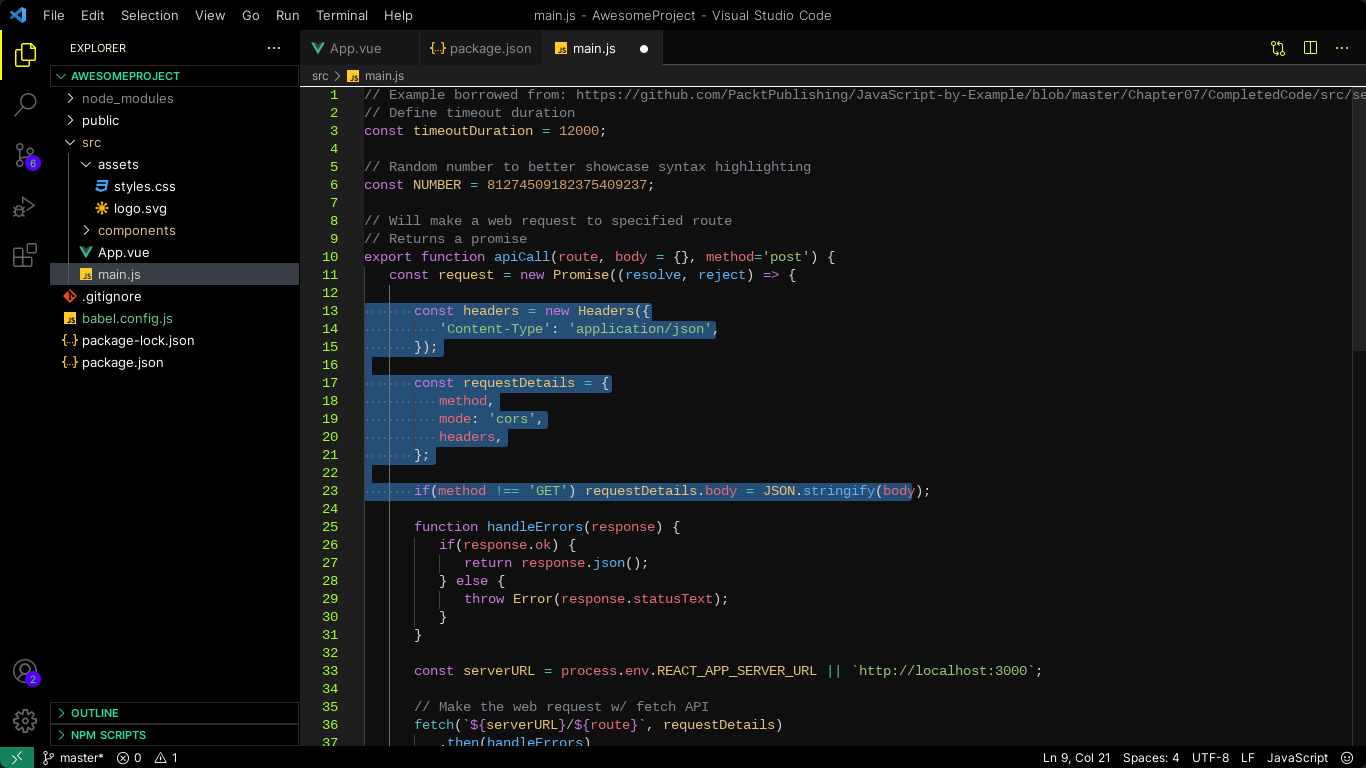 File Edit Selection View Go Run Terminal Help
main.js - AwesomeProject - Visual Studio Code
EXPLORER
AWESOMEPROJECT
node_modules
public
src
assets
styles.css
logo.svg
components
App.vue
main.js
.gitignore
babel.config.js
package-lock.json
package.json
OUTLINE
NPM SCRIPTS
6
2
App.vue package.json main.js
src main.js
1 // Example borrowed from: https://github.com/PacktPublishing/JavaScript-by-Example/blob/master/Chapter07/CompletedCode/src/se
2 // Define timeout duration
3 const timeoutDuration = 12000;
4
5 // Random number to better showcase syntax highlighting
6 const NUMBER = 81274509182375409237;
7
8 // Will make a web request to specified route
9 // Returns a promise
10 export function apiCall(route, body = {}, method='post') {
11 const request = new Promise((resolve, reject) => {
12
13 const headers = new Headers({
14 'Content-Type': 'application/json',
15 });
16
17 const requestDetails = {
18 method,
19 mode: 'cors',
20 headers,
21 };
22
23 if(method !== 'GET') requestDetails.body = JSON.stringify(body);
24
25 function handleErrors(response) {
26 if(response.ok) {
27 return response.json();
28 } else {
29 throw Error(response.statusText);
30 }
31 }
32
33 const serverURL = process.env.REACT_APP_SERVER_URL || `http://localhost:3000`;
34
35 // Make the web request w/ fetch API
36 fetch(`${serverURL}/${route}`, requestDetails)
37 .then(handleErrors)
master* 0 1 Ln 9, Col 21 Spaces: 4 UTF-8 LF JavaScript